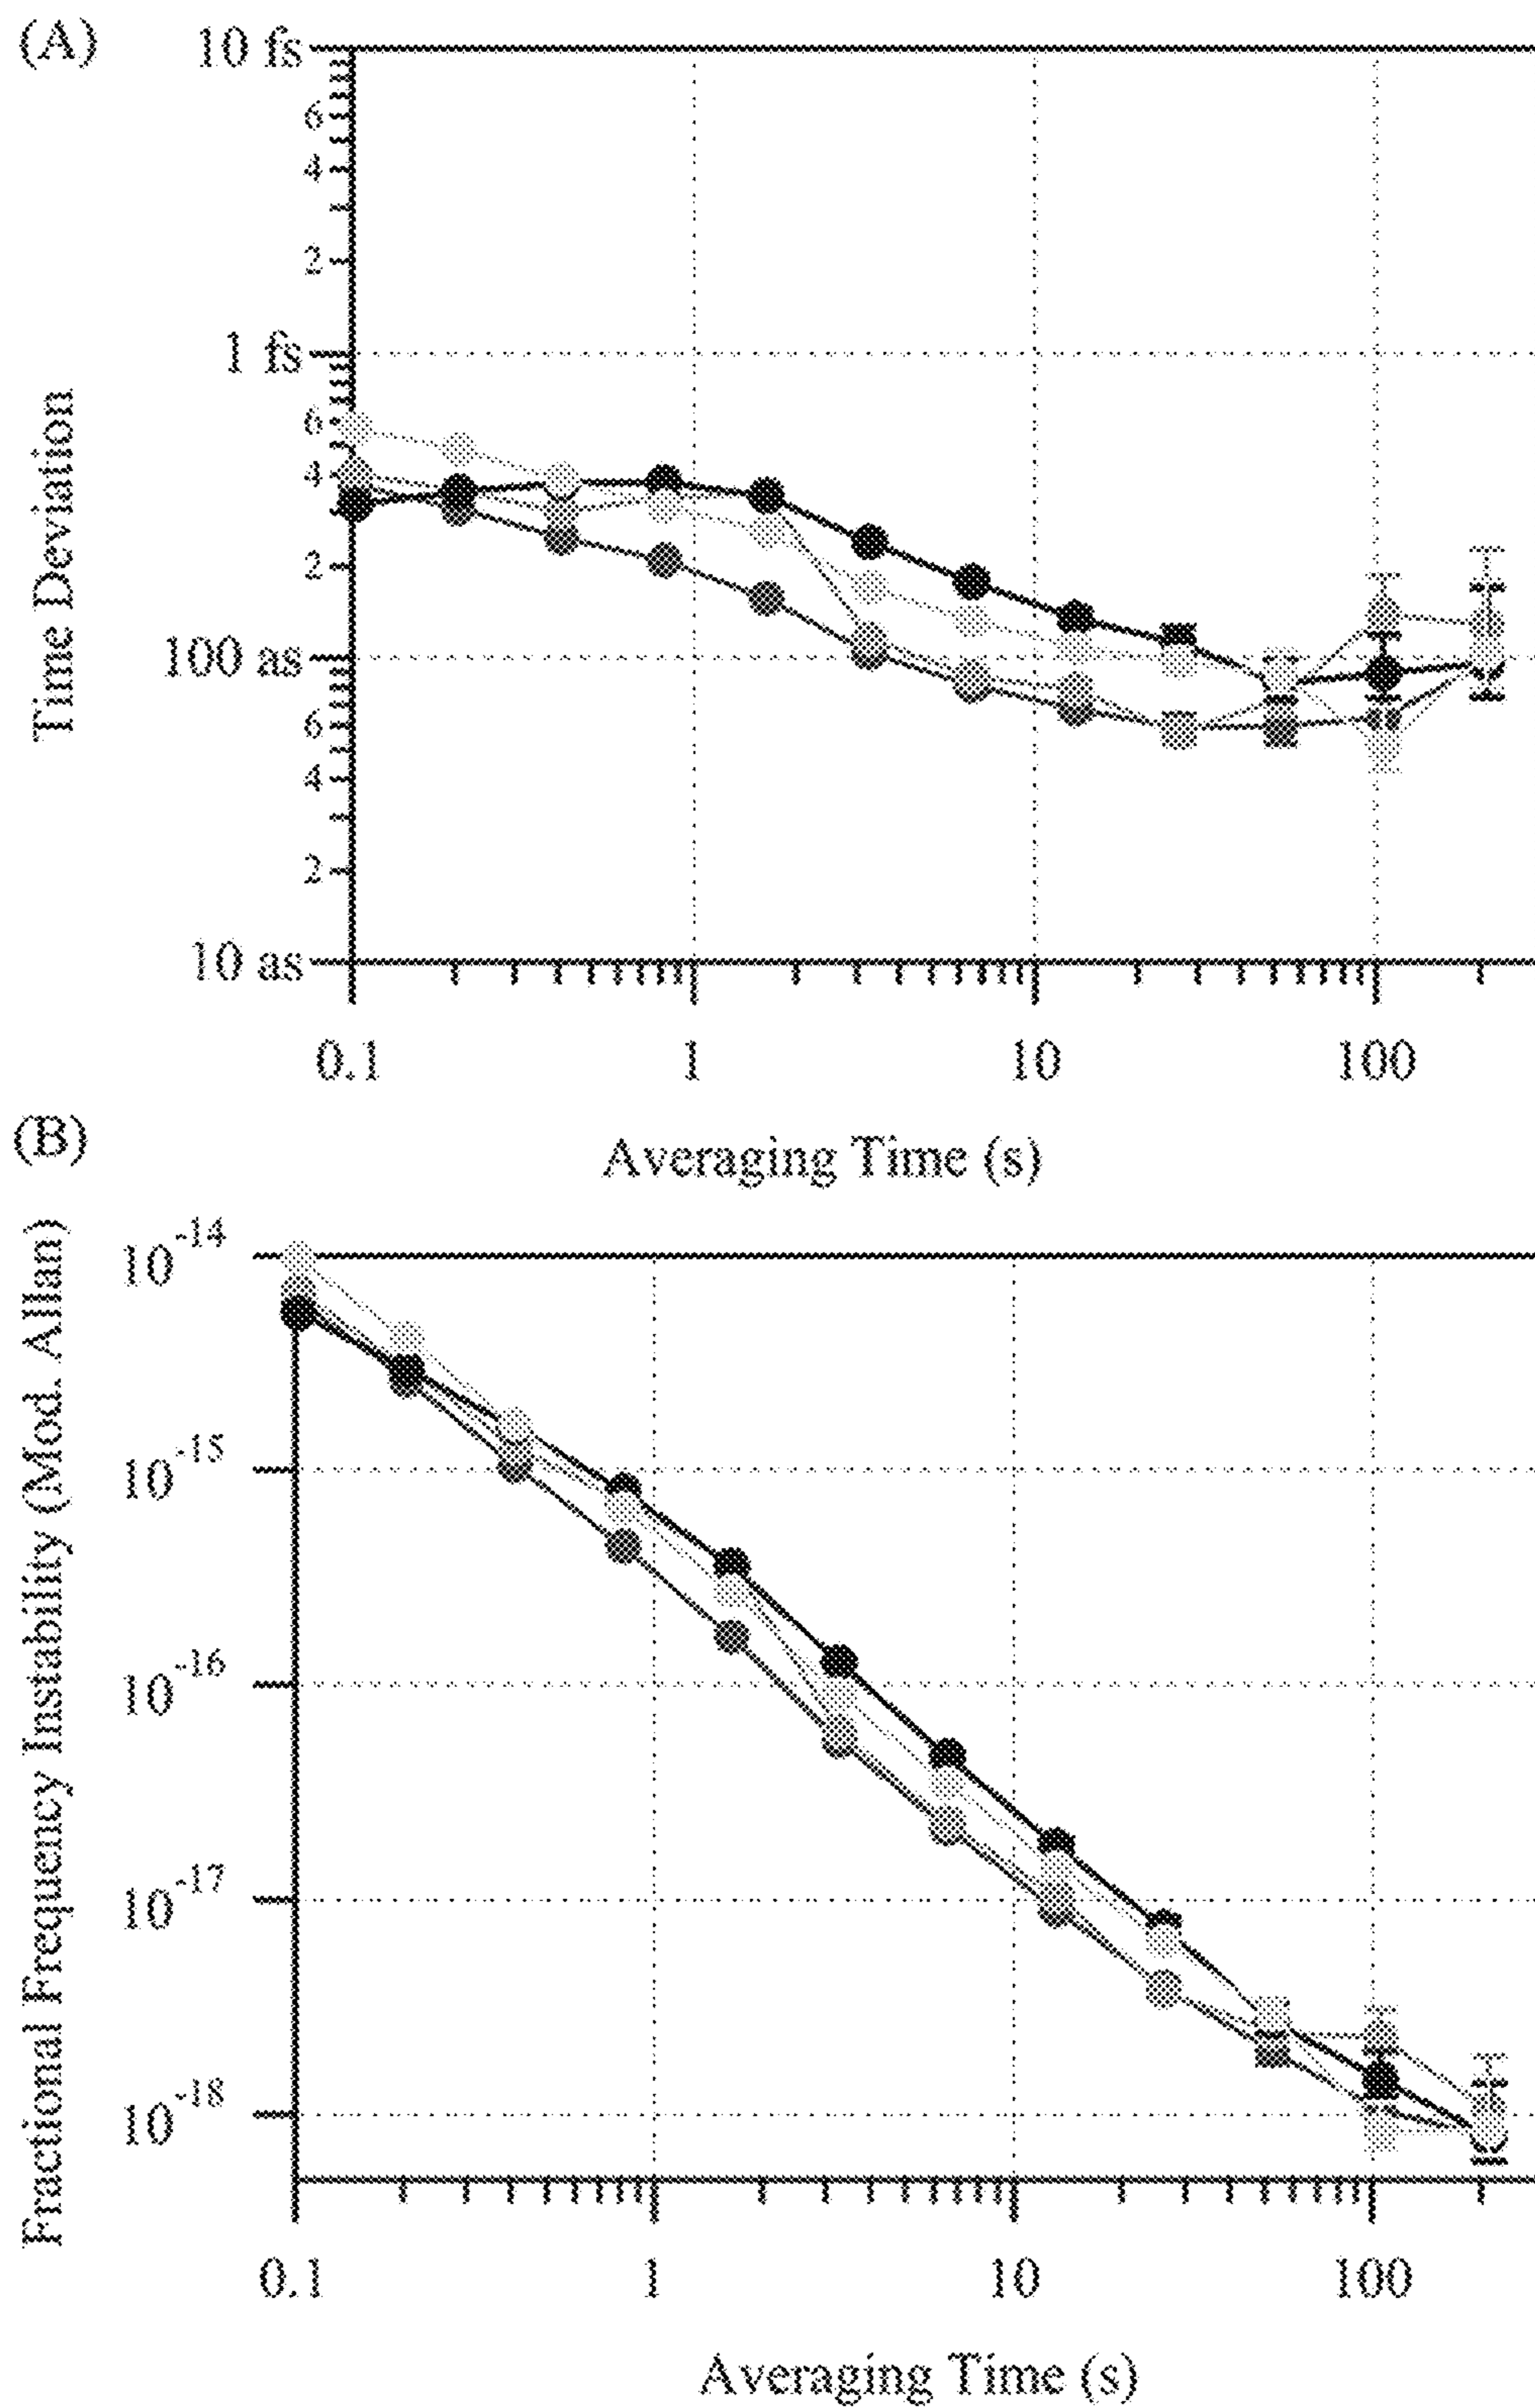 (A)
10 fs
6
4
2
1 fs
6
4
2
100 as
6
4
2
10 as
Time Deviation
0.1 1 10 100
Averaging Time (s)
(B)
10-14
10-15
10-16
10-17
10-18
Fractional Frequency Instability (Mod. Allan)
0.1 1 10 100
Averaging Time (s)